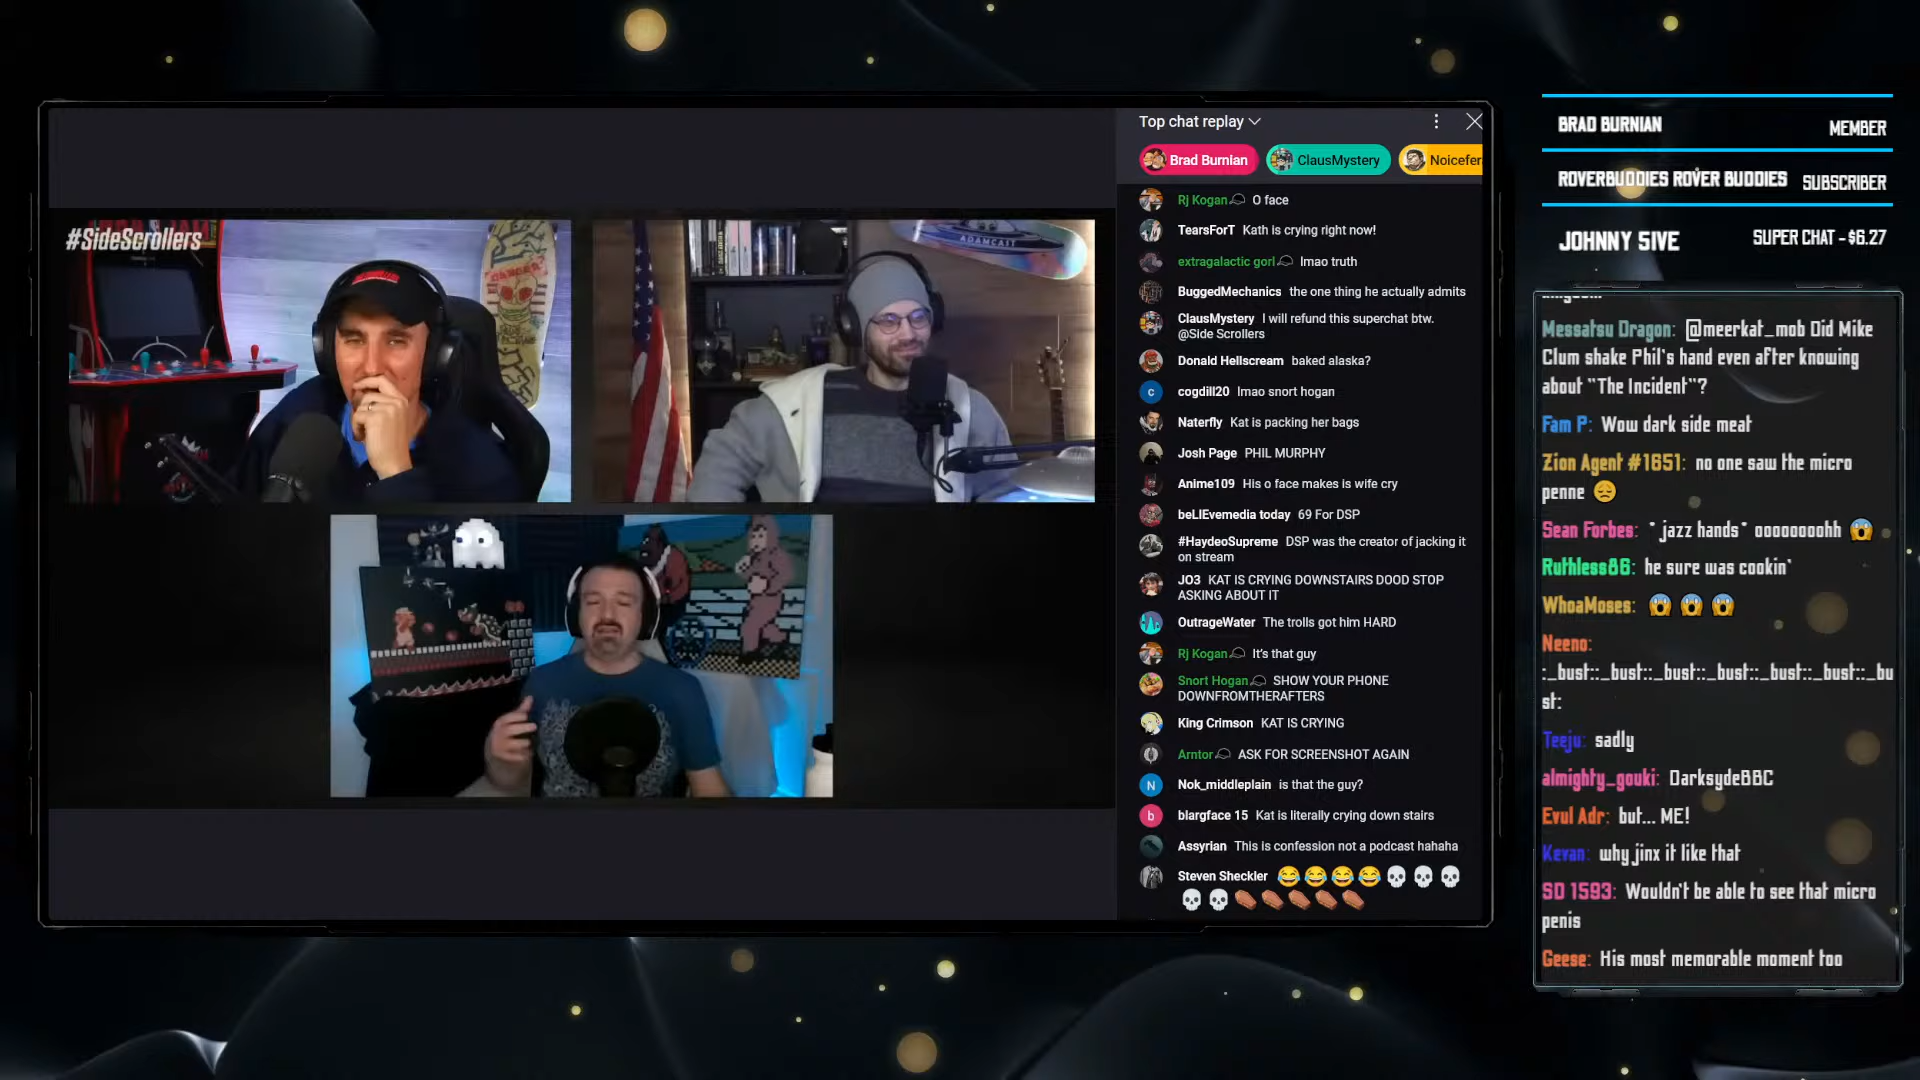 #SideScrollers
DANGER!
ADAMCAIT
Top chat replay
Brad Burnian
ClausMystery
Noicefer
Rj Kogan O face
TearsForT Kath is crying right now!
extragalactic gorl lmao truth
BuggedMechanics the one thing he actually admits
ClausMystery I will refund this superchat btw.
@Side Scrollers
Donald Hellscream baked alaska?
c
cogdill20 lmao snort hogan
Naterfly Kat is packing her bags
Josh Page PHIL MURPHY
Anime109 His o face makes is wife cry
beLIEvemedia today 69 For DSP
#HaydeoSupreme DSP was the creator of jacking it
on stream
JO3 KAT IS CRYING DOWNSTAIRS DOOD STOP
ASKING ABOUT IT
OutrageWater The trolls got him HARD
Rj Kogan It's that guy
Snort Hogan SHOW YOUR PHONE
DOWNFROMTHERAFTERS
King Crimson KAT IS CRYING
Arntor ASK FOR SCREENSHOT AGAIN
N
Nok_middleplain is that the guy?
b
blargface 15 Kat is literally crying down stairs
Assyrian This is confession not a podcast hahaha
Steven Sheckler 😂😂😂😂💀💀💀
💀💀⚰️⚰️⚰️⚰️⚰️
BRAD BURNIAN MEMBER
ROVERBUDDIES ROVER BUDDIES SUBSCRIBER
JOHNNY 5IVE SUPER CHAT - $6.27
Messatsu Dragon: @meerkat_mob Did Mike
Clum shake Phil's hand even after knowing
about "The Incident"?
Fam P: Wow dark side meat
Zion Agent #1651: no one saw the micro
penne 😔
Sean Forbes: *jazz hands* oooooooohh 😱
Ruthless86: he sure was cookin'
WhoaMoses: 😱 😱 😱
Neeno:
:_bust::_bust::_bust::_bust::_bust::_bust::_bu
st:
Teeju: sadly
almighty_gouki: DarksydeBBC
Evul Adr: but... ME!
Kevan: why jinx it like that
SD 1593: Wouldn't be able to see that micro
penis
Geese: His most memorable moment too